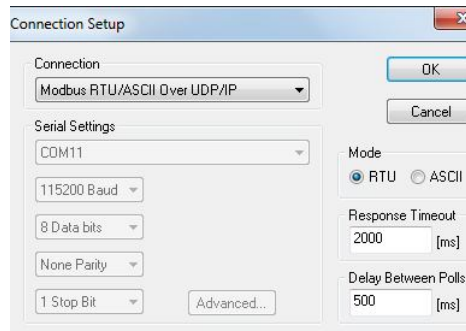 Connection Setup
Connection
Modbus RTU/ASCII Over UDP/IP
OK
Cancel
Serial Settings
COM11
115200 Baud
8 Data bits
None Parity
1 Stop Bit
Advanced...
Mode
RTU ASCII
Response Timeout
2000 [ms]
Delay Between Polls
500 [ms]